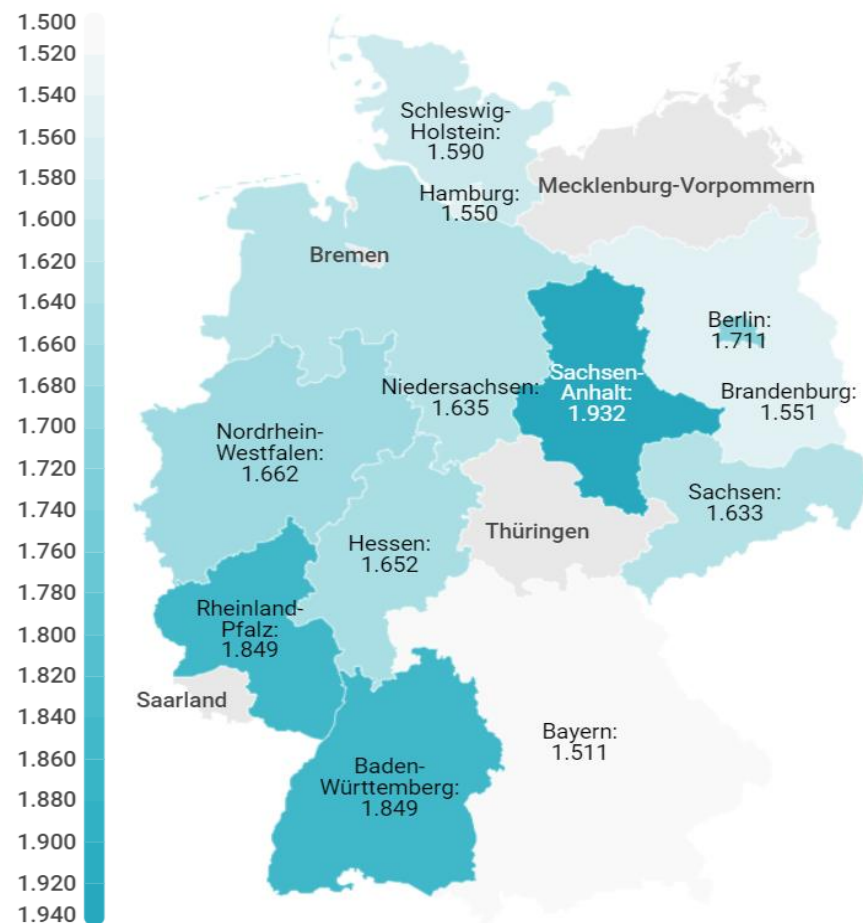 1.500
1.520
1.540
1.560
1.580
1.600
1.620
1.640
1.660
1.680
1.700
1.720
1.740
1.760
1.780
1.800
1.820
1.840
1.860
1.880
1.900
1.920
1.940
Schleswig-
Holstein:
1.590
Hamburg:
1.550
Mecklenburg-Vorpommern
Bremen
Berlin:
1.711
Sachsen-
Anhalt:
1.932
Niedersachsen:
1.635
Brandenburg:
1.551
Nordrhein-
Westfalen:
1.662
Sachsen:
1.633
Thüringen
Hessen:
1.652
Rheinland-
Pfalz:
1.849
Saarland
Bayern:
1.511
Baden-
Württemberg:
1.849